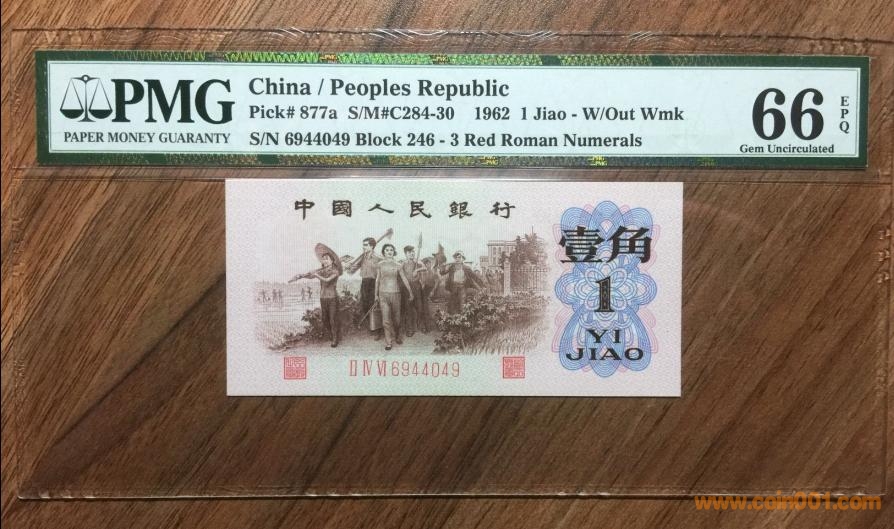 PMG
PAPER MONEY GUARANTY
China / Peoples Republic
Pick# 877a S/M#C284-30 1962 1 Jiao - W/Out Wmk
S/N 6944049 Block 246 - 3 Red Roman Numerals
66 EPQ
Gem Uncirculated
中國人民銀行
壹角
1
YI
JIAO
II IV VI 6944049
www.coin001.com